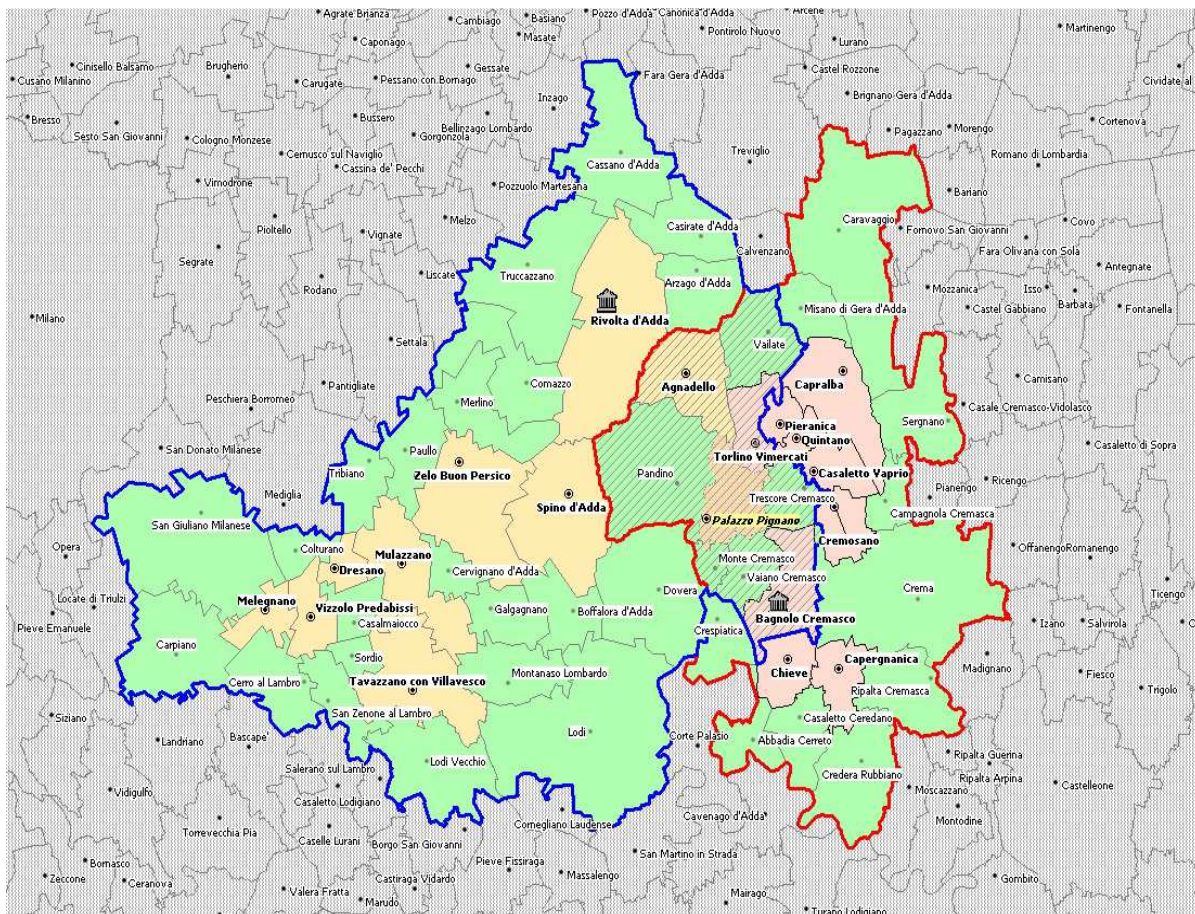 Agrate Brianza
Cambiago
Basiano
Pozzo d'Adda
Canonica d'Adda
Arcene
Martinengo
Caponago
Masate
Pontirolo Nuovo
Lurano
Cinisello Balsamo
Cusano Milanino
Brugherio
Carugate
Pessano con Bornago
Gessate
Fara Gera d'Adda
Castel Rozzone
Cividate al
Bresso
Bussero
Inzago
Brignano Gera d'Adda
Cortenova
Sesto San Giovanni
Cologno Monzese
Gorgonzola
Bellinzago Lombardo
Pagazzano
Morengo
Cernusco sul Naviglio
Cassina de' Pecchi
Cassano d'Adda
Treviglio
Romano di Lombardia
Vimodrone
Pozzuolo Martesana
Bariano
Pioltello
Vignate
Melzo
Casirate d'Adda
Caravaggio
Fornovo San Giovanni
Covo
Calvenzano
Fara Olivana con Sola
Segrate
Rodano
Liscate
Truccazzano
Arzago d'Adda
Antegnate
Mozzanica
Isso
Barbata
Milano
Rivolta d'Adda
Misano di Gera d'Adda
Castel Gabbiano
Fontanella
Settala
Vailate
Pantigliate
Comazzo
Agnadello
Capralba
Camisano
Peschiera Borromeo
Merlino
Casale Cremasco-Vidolasco
Pieranica
Sergnano
Quintano
San Donato Milanese
Paullo
Torlino Vimercati
Casaletto di Sopra
Tribiano
Zelo Buon Persico
Pandino
Casaletto Vaprio
Pianengo
Ricengo
Mediglia
Spino d'Adda
Trescore Cremasco
San Giuliano Milanese
Palazzo Pignano
Campagnola Cremasca
Opera
Colturano
Mulazzano
Cremosano
Offanengo
Romanengo
Dresano
Cervignano d'Adda
Monte Cremasco
Vaiano Cremasco
Crema
Ticengo
Locate di Triulzi
Melegnano
Vizzolo Predabissi
Galgagnano
Boffalora d'Adda
Dovera
Bagnolo Cremasco
Pieve Emanuele
Casalmaiocco
Crespiatica
Izano
Salvirola
Carpiano
Sordio
Capergnanica
Madignano
Fiesco
Cerro al Lambro
Tavazzano con Villavesco
Montanaso Lombardo
Chieve
Ripalta Cremasca
Trigolo
Siziano
San Zenone al Lambro
Casaletto Ceredano
Landriano
Bascape'
Lodi
Corte Palasio
Abbadia Cerreto
Ripalta Guerina
Salerano sul Lambro
Lodi Vecchio
Credera Rubbiano
Ripalta Arpina
Vidigulfo
Casaletto Lodigiano
Moscazzano
Castelleone
Torrevecchia Pia
Caselle Lurani
Cornegliano Laudense
Cavenago d'Adda
Montodine
Borgo San Giovanni
Bornasco
Pieve Fissiraga
San Martino in Strada
Zeccone
Ceranova
Castiraga Vidardo
Massalengo
Gombito
Valera Fratta
Marudo
Mairago
Turano Lodigiano